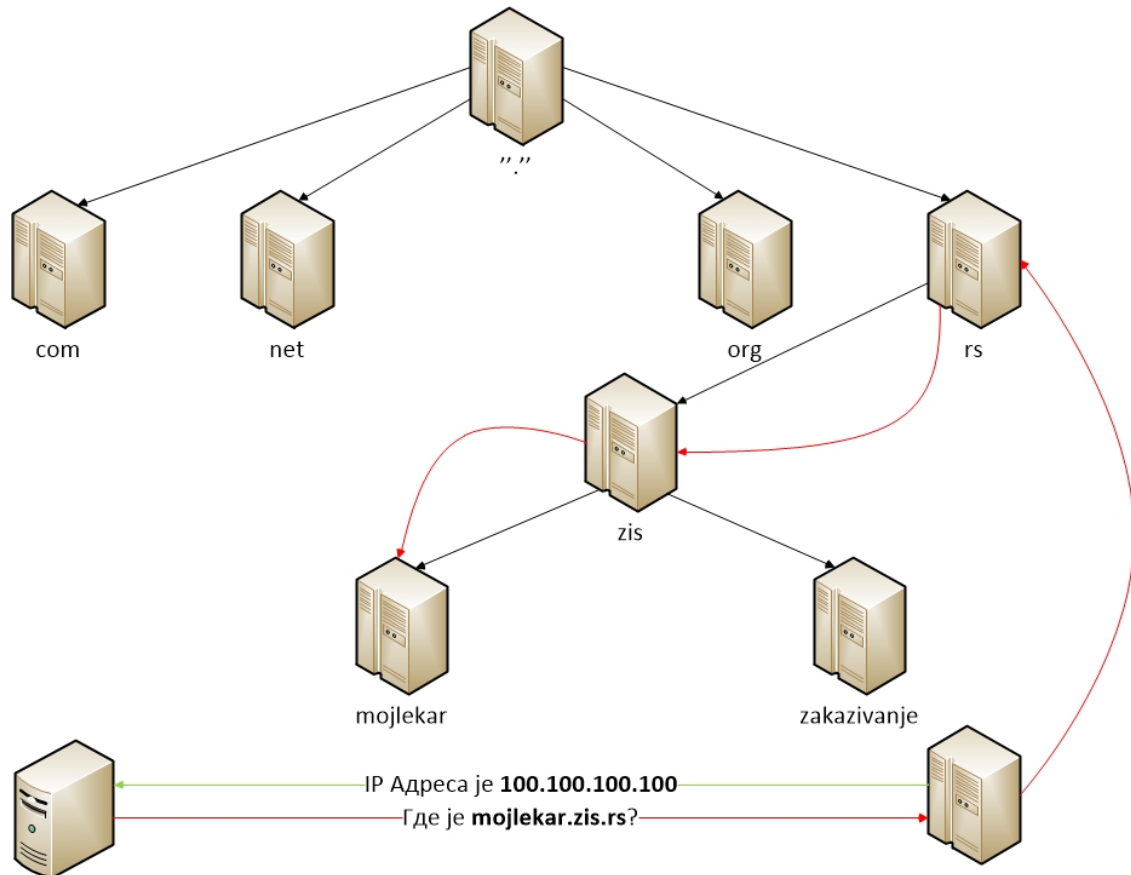 ”.”
com
net
org
rs
zis
mojlekar
zakazivanje
IP Адреса је 100.100.100.100
Где је mojlekar.zis.rs?